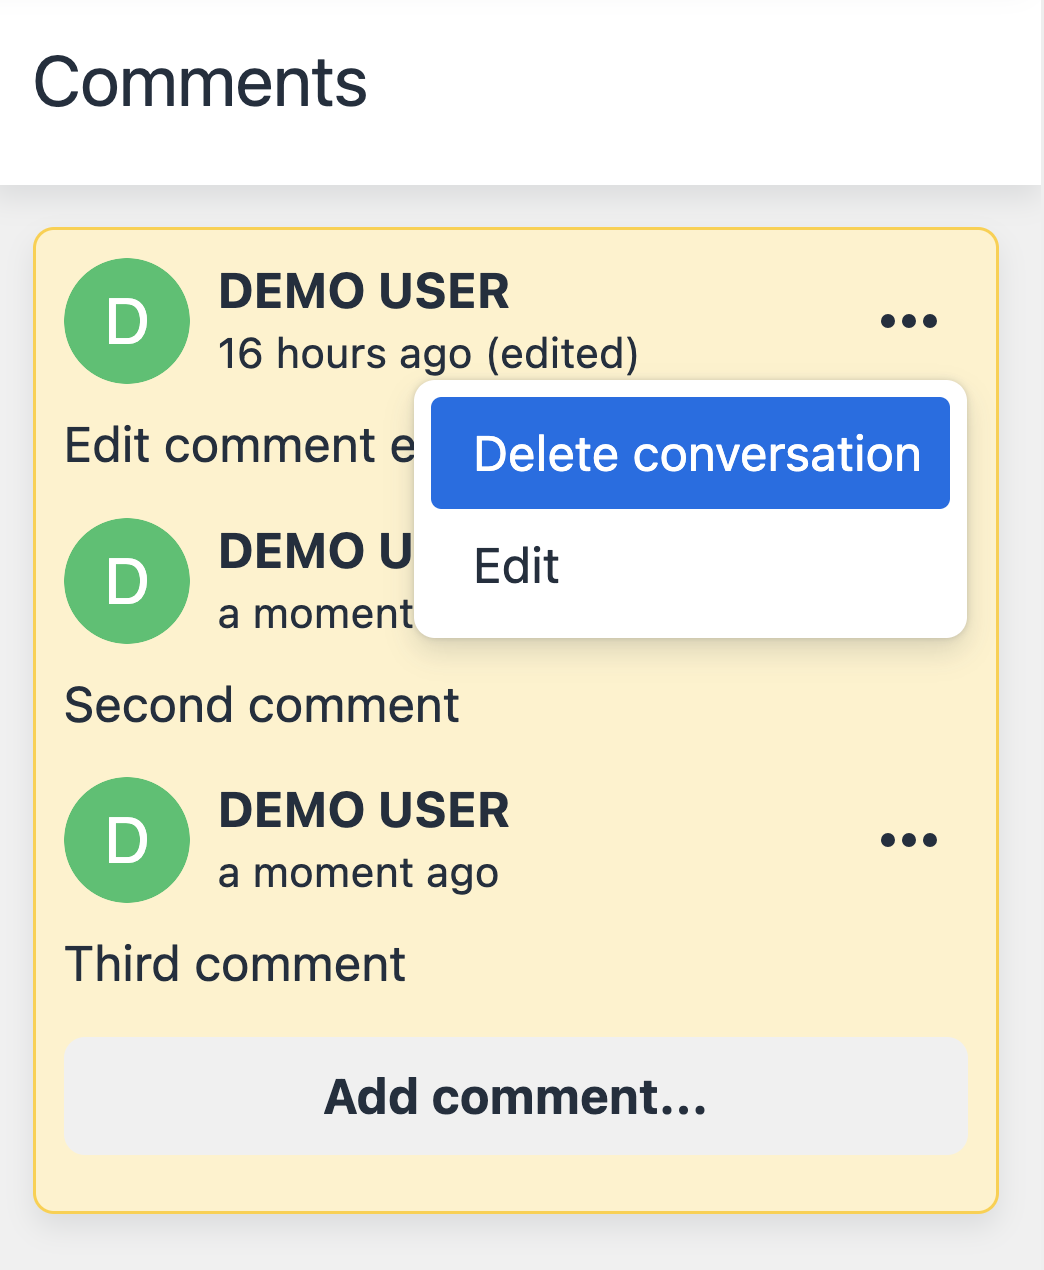 Comments
D
DEMO USER
16 hours ago (edited)
Edit comment
Delete conversation
Edit
D
DEMO
a moment
Second comment
D
DEMO USER
a moment ago
Third comment
Add comment...